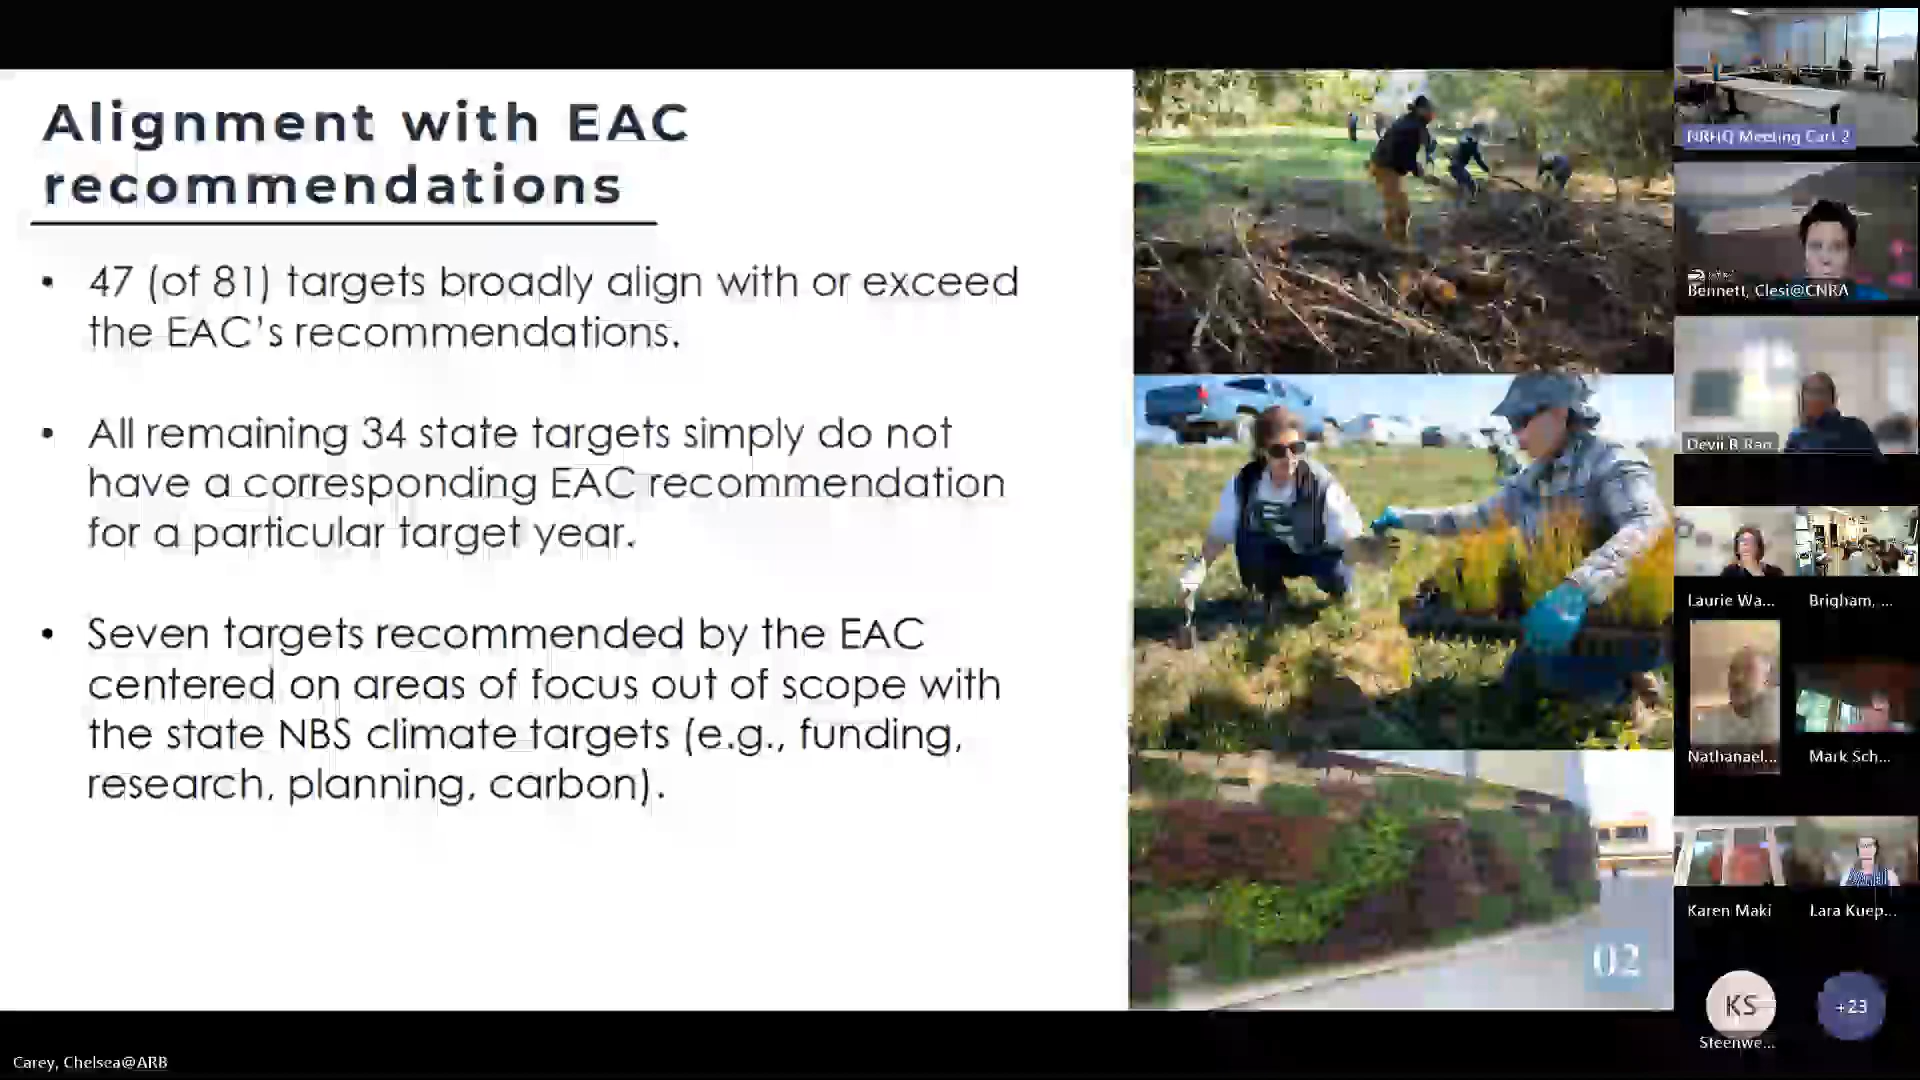 Alignment with EAC
recommendations
• 47 (of 81) targets broadly align with or exceed
the EAC's recommendations.
• All remaining 34 state targets simply do not
have a corresponding EAC recommendation
for a particular target year.
• Seven targets recommended by the EAC
centered on areas of focus out of scope with
the state NBS climate targets (e.g., funding,
research, planning, carbon).
02
NRHQ Meeting Cart 2
Bennett, Clesi@CNRA
Laurie Wa...
Brigham, ...
Nathanael...
Mark Sch...
Karen Maki
Lara Kuep...
KS
+23
Steenwe...
Carey, Chelsea@ARB